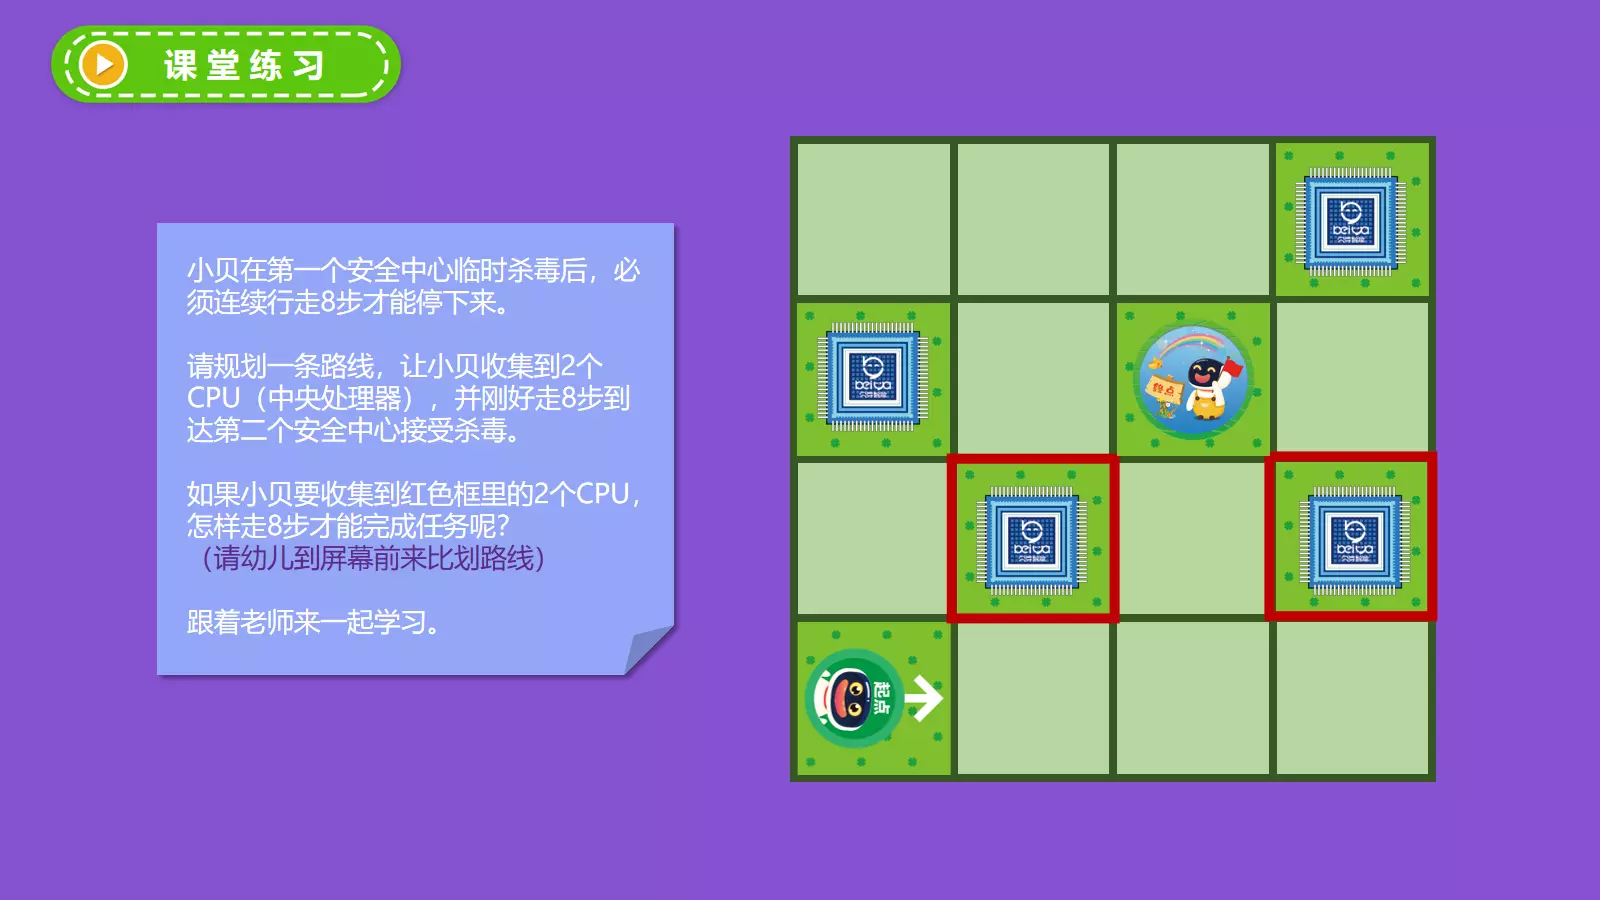 课堂练习
小贝在第一个安全中心临时杀毒后，必
须连续行走8步才能停下来。
请规划一条路线，让小贝收集到2个
CPU（中央处理器），并刚好走8步到
达第二个安全中心接受杀毒。
如果小贝要收集到红色框里的2个CPU，
怎样走8步才能完成任务呢？
（请幼儿到屏幕前来比划路线）
跟着老师来一起学习。
beiwa
beiwa
终点
beiwa
beiwa
起点